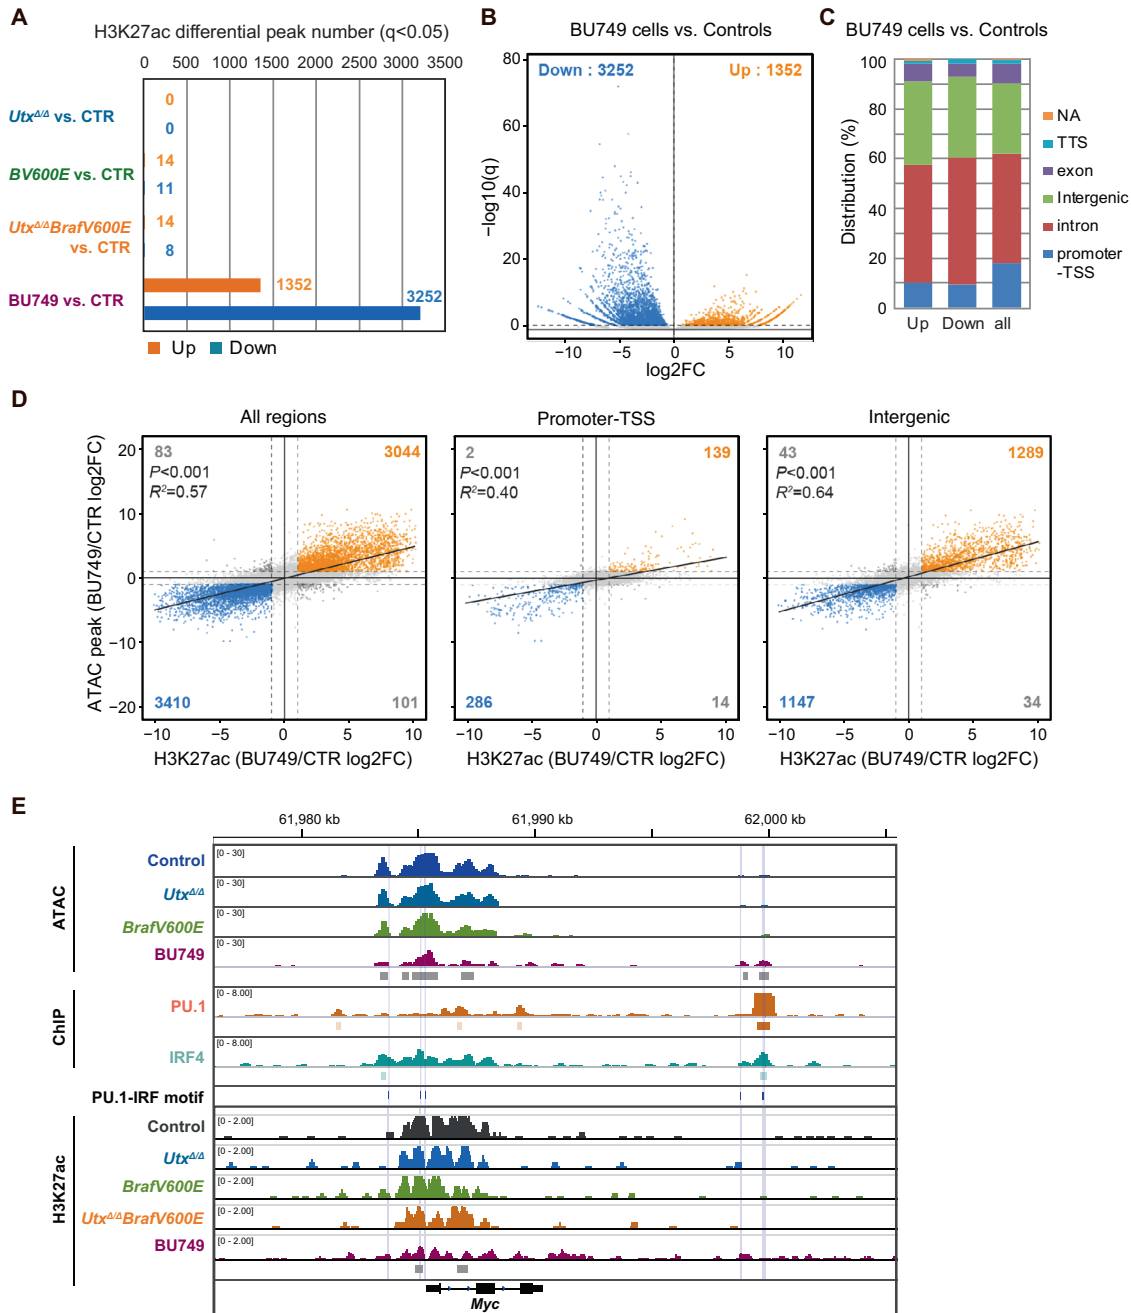 A
H3K27ac differential peak number (q<0.05)
0 500 1000 1500 2000 2500 3000 3500
Utx^Δ/Δ vs. CTR
0
0
BV600E vs. CTR
14
11
Utx^Δ/Δ BrafV600E
vs. CTR
14
8
BU749 vs. CTR
1352
3252
Up Down
B
BU749 cells vs. Controls
Down : 3252 Up : 1352
−log10(q)
80
60
40
20
0
−10 −5 0 5 10
log2FC
C
BU749 cells vs. Controls
Distribution (%)
100
80
60
40
20
0
Up Down all
NA
TTS
exon
Intergenic
intron
promoter
-TSS
D
All regions
ATAC peak (BU749/CTR log2FC)
20
10
0
−10
−20
83 3044
P<0.001
R²=0.57
3410 101
−10 −5 0 5 10
H3K27ac (BU749/CTR log2FC)
Promoter-TSS
2 139
P<0.001
R²=0.40
286 14
−10 −5 0 5 10
H3K27ac (BU749/CTR log2FC)
Intergenic
43 1289
P<0.001
R²=0.64
1147 34
−10 −5 0 5 10
H3K27ac (BU749/CTR log2FC)
E
61,980 kb 61,990 kb 62,000 kb
ATAC
Control [0 - 30]
Utx^Δ/Δ [0 - 30]
BrafV600E [0 - 30]
BU749 [0 - 30]
ChIP
PU.1 [0 - 8.00]
IRF4 [0 - 8.00]
PU.1-IRF motif
H3K27ac
Control [0 - 2.00]
Utx^Δ/Δ [0 - 2.00]
BrafV600E [0 - 2.00]
Utx^Δ/Δ BrafV600E [0 - 2.00]
BU749 [0 - 2.00]
Myc